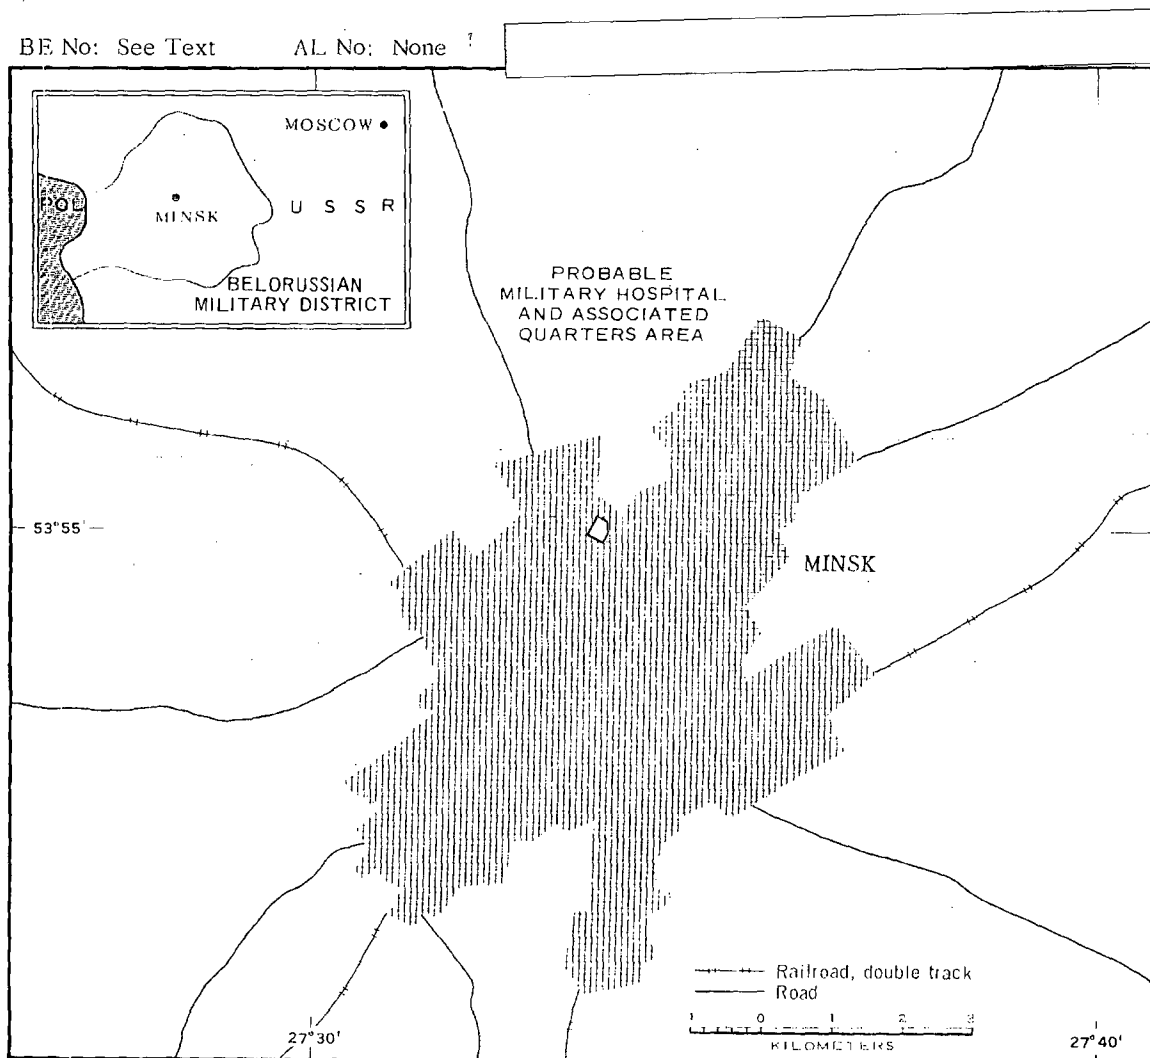 BE No: See Text AL No: None
MOSCOW
POL
MINSK
U S S R
BELORUSSIAN
MILITARY DISTRICT
PROBABLE
MILITARY HOSPITAL
AND ASSOCIATED
QUARTERS AREA
53°55'
MINSK
Railroad, double track
Road
1 0 1 2 3
KILOMETERS
27°30'
27°40'